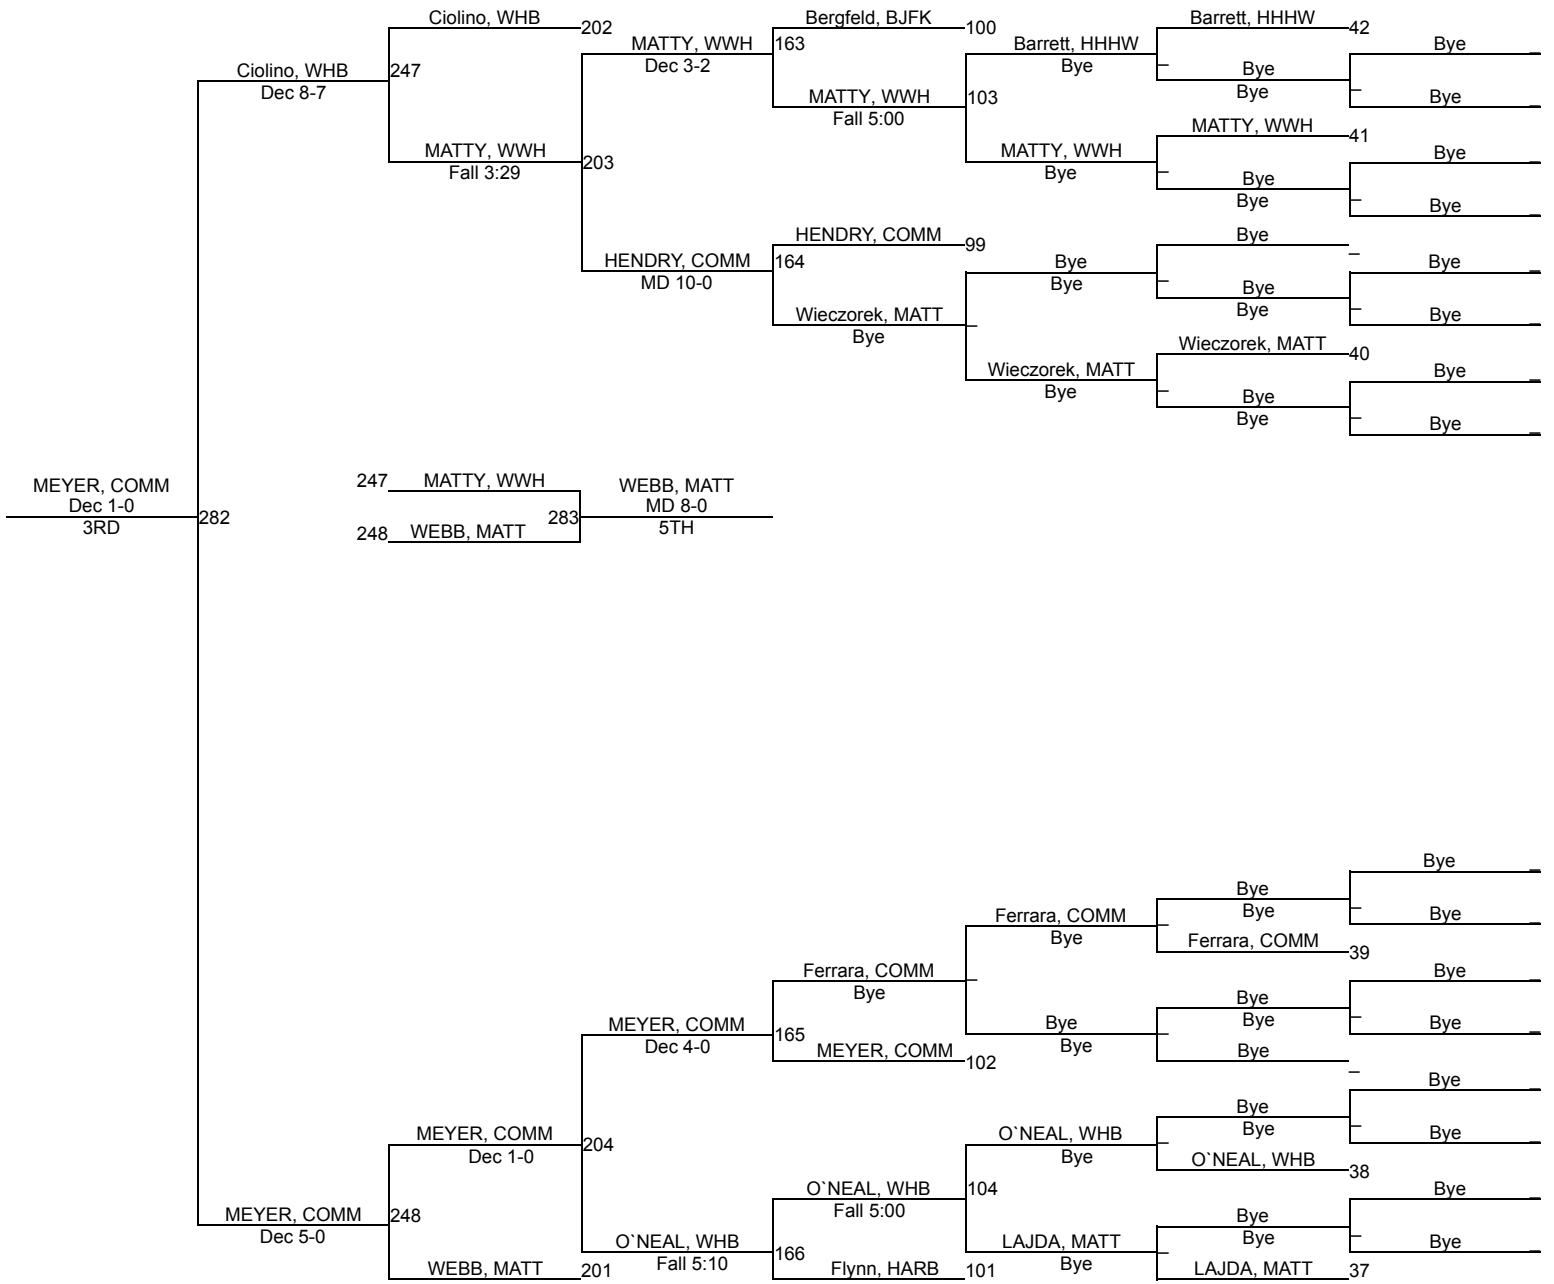 Ciolino, WHB
202
Bergfeld, BJFK
100
Barrett, HHHW
42
MATTY, WWH
Dec 3-2
163
Barrett, HHHW
Bye
Bye
Ciolino, WHB
Dec 8-7
247
Bye
Bye
MATTY, WWH
Fall 5:00
103
Bye
MATTY, WWH
41
MATTY, WWH
Fall 3:29
203
MATTY, WWH
Bye
Bye
Bye
Bye
Bye
HENDRY, COMM
99
Bye
HENDRY, COMM
MD 10-0
164
Bye
Bye
Bye
Bye
Bye
Wieczorek, MATT
Bye
Bye
Wieczorek, MATT
40
Wieczorek, MATT
Bye
Bye
Bye
Bye
Bye
MEYER, COMM
Dec 1-0
3RD
282
247
MATTY, WWH
248
WEBB, MATT
283
WEBB, MATT
MD 8-0
5TH
Bye
Bye
Bye
Bye
Ferrara, COMM
Bye
Ferrara, COMM
39
Ferrara, COMM
Bye
Bye
Bye
Bye
Bye
MEYER, COMM
Dec 4-0
165
Bye
Bye
MEYER, COMM
102
Bye
Bye
Bye
Bye
Bye
MEYER, COMM
Dec 1-0
204
O`NEAL, WHB
Bye
O`NEAL, WHB
38
O`NEAL, WHB
Fall 5:00
104
Bye
MEYER, COMM
Dec 5-0
248
Bye
Bye
Bye
O`NEAL, WHB
Fall 5:10
166
LAJDA, MATT
Bye
WEBB, MATT
201
Flynn, HARB
101
LAJDA, MATT
37